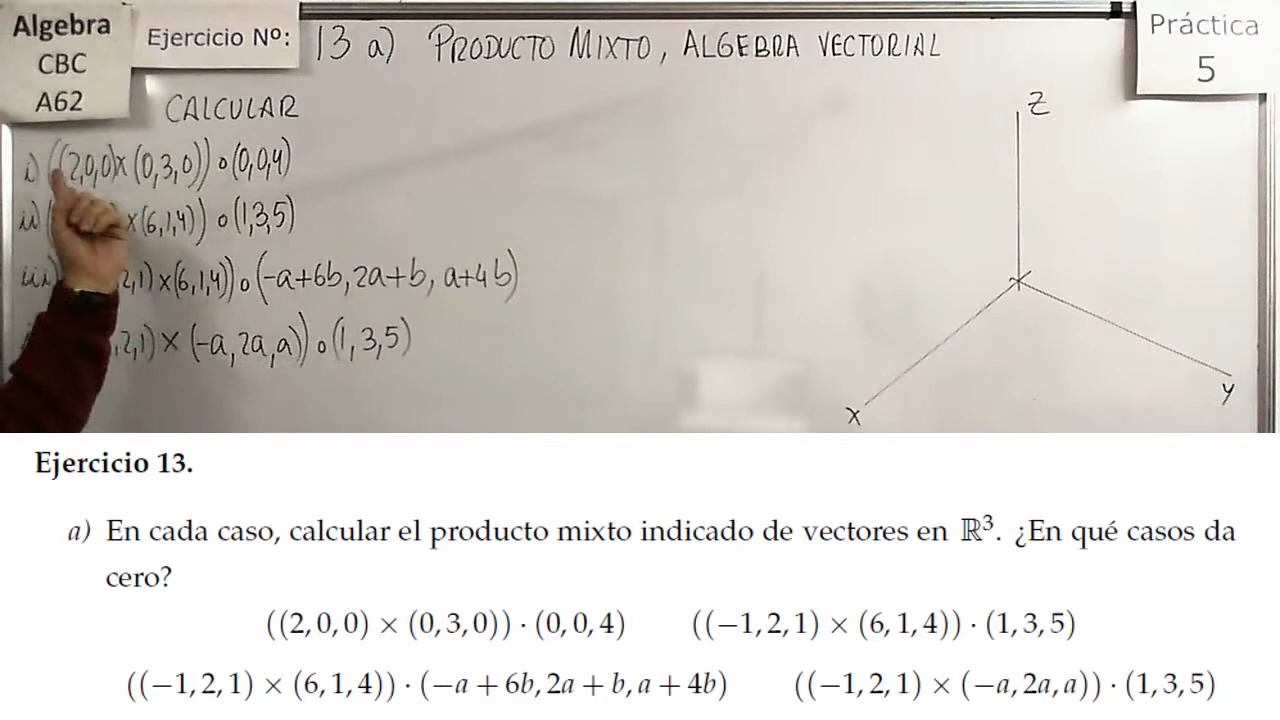 Algebra
CBC
A62
Ejercicio Nº:
13 a) PRODUCTO MIXTO, ALGEBRA VECTORIAL
Práctica
5
CALCULAR
i) ((2,0,0)x(0,3,0))∘(0,0,4)
ii) ( x(6,1,4))∘(1,3,5)
iii) 2,1)x(6,1,4))∘(-a+6b, 2a+b, a+4b)
,2,1)x(-a,2a,a))∘(1,3,5)
Z
X
Y
Ejercicio 13.
a) En cada caso, calcular el producto mixto indicado de vectores en ℝ³. ¿En qué casos da
cero?
((2, 0, 0) × (0, 3, 0)) · (0, 0, 4) ((−1, 2, 1) × (6, 1, 4)) · (1, 3, 5)
((−1, 2, 1) × (6, 1, 4)) · (−a + 6b, 2a + b, a + 4b) ((−1, 2, 1) × (−a, 2a, a)) · (1, 3, 5)